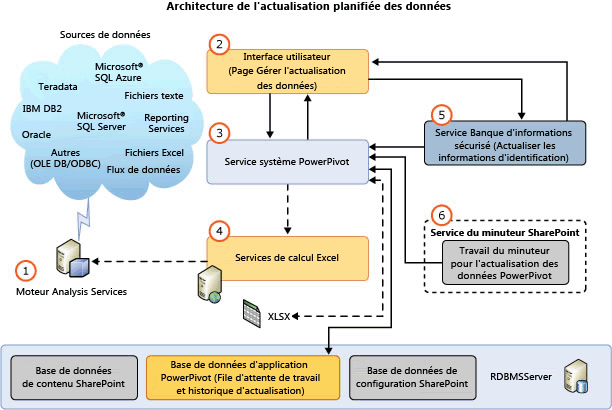 Architecture de l'actualisation planifiée des données
Sources de données
Microsoft®
SQL Azure
Teradata
Fichiers texte
IBM DB2
Microsoft®
SQL Server
Reporting
Services
Oracle
Autres
(OLE DB/ODBC)
Fichiers Excel
Flux de données
1
Moteur Analysis Services
2
Interface utilisateur
(Page Gérer l'actualisation
des données)
3
Service système PowerPivot
4
Services de calcul Excel
XLSX
5
Service Banque d'informations
sécurisé (Actualiser les
informations d'identification)
6
Service du minuteur SharePoint
Travail du minuteur
pour l'actualisation des
données PowerPivot
Base de données
de contenu SharePoint
Base de données d'application
PowerPivot (File d'attente de travail
et historique d'actualisation)
Base de données de
configuration SharePoint
RDBMSServer